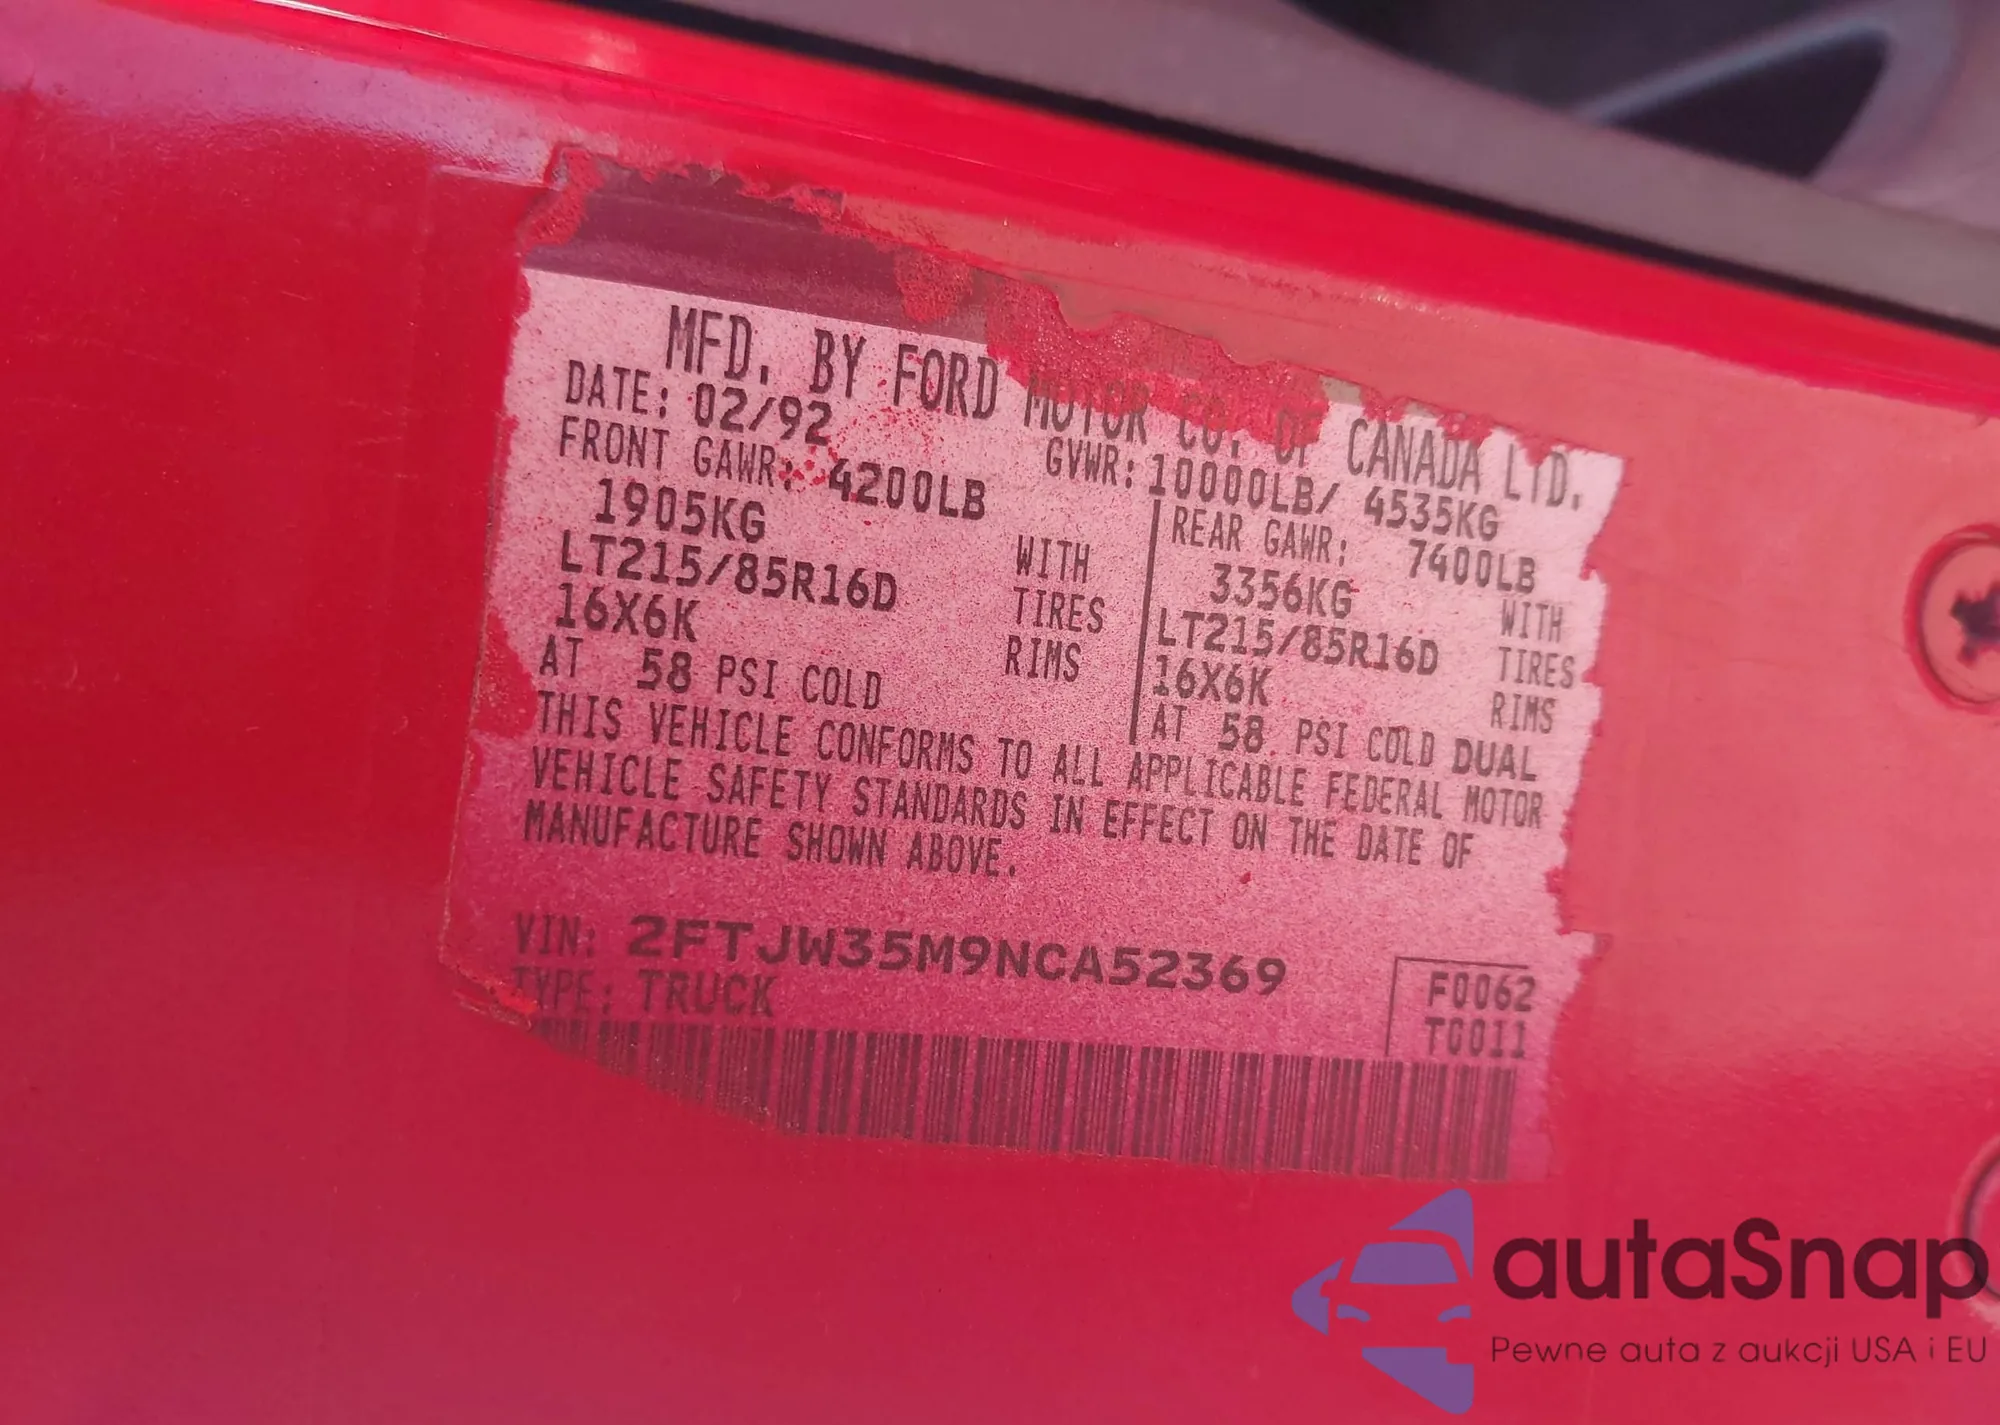 MFD. BY FORD MOTOR CO. OF CANADA LTD.
DATE: 02/92 GVWR: 10000LB/ 4535KG
FRONT GAWR: 4200LB REAR GAWR: 7400LB
1905KG WITH 3356KG WITH
LT215/85R16D TIRES LT215/85R16D TIRES
16X6K RIMS 16X6K RIMS
AT 58 PSI COLD AT 58 PSI COLD DUAL
THIS VEHICLE CONFORMS TO ALL APPLICABLE FEDERAL MOTOR
VEHICLE SAFETY STANDARDS IN EFFECT ON THE DATE OF
MANUFACTURE SHOWN ABOVE.
VIN: 2FTJW35M9NCA52369
F0062
TYPE: TRUCK
T0011
autaSnap
Pewne auta z aukcji USA i EU